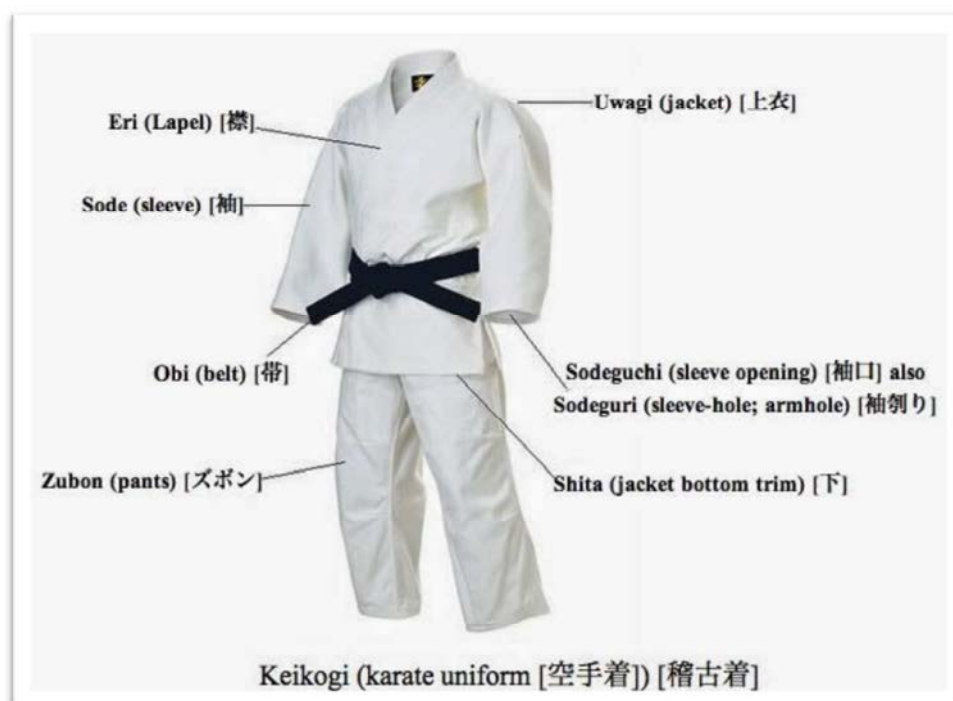 Uwagi (jacket) [上衣]
Eri (Lapel) [襟]
Sode (sleeve) [袖]
Obi (belt) [帯]
Sodeguchi (sleeve opening) [袖口] also
Sodeguri (sleeve-hole; armhole) [袖刳り]
Zubon (pants) [ズボン]
Shita (jacket bottom trim) [下]
Keikogi (karate uniform [空手着]) [稽古着]